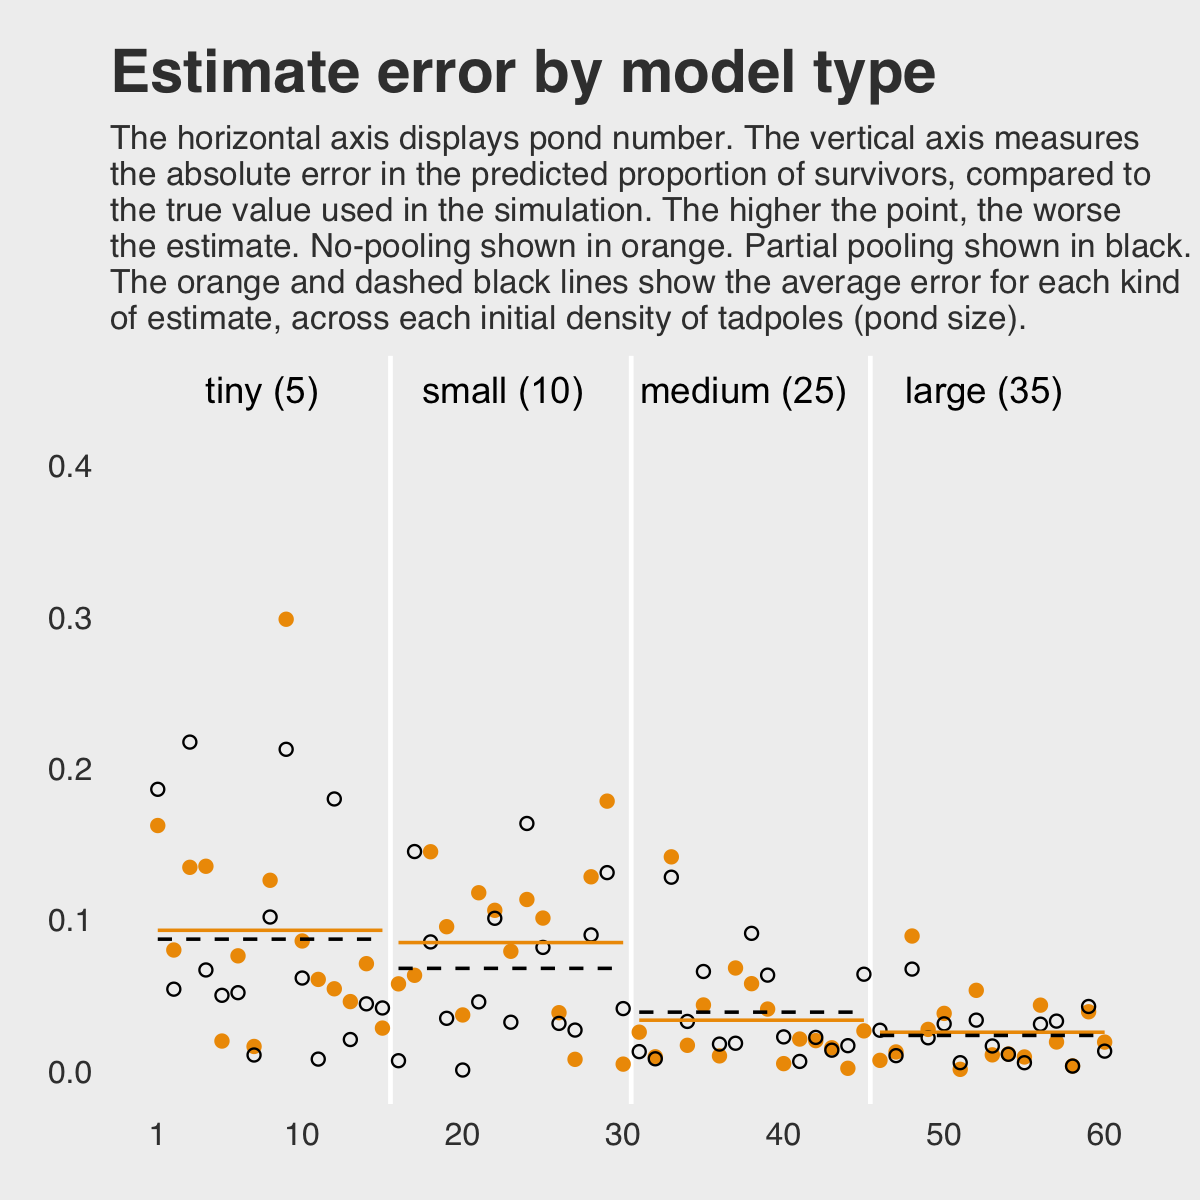 Estimate error by model type
The horizontal axis displays pond number. The vertical axis measures
the absolute error in the predicted proportion of survivors, compared to
the true value used in the simulation. The higher the point, the worse
the estimate. No-pooling shown in orange. Partial pooling shown in black.
The orange and dashed black lines show the average error for each kind
of estimate, across each initial density of tadpoles (pond size).
tiny (5) small (10) medium (25) large (35)
0.4
0.3
0.2
0.1
0.0
1 10 20 30 40 50 60